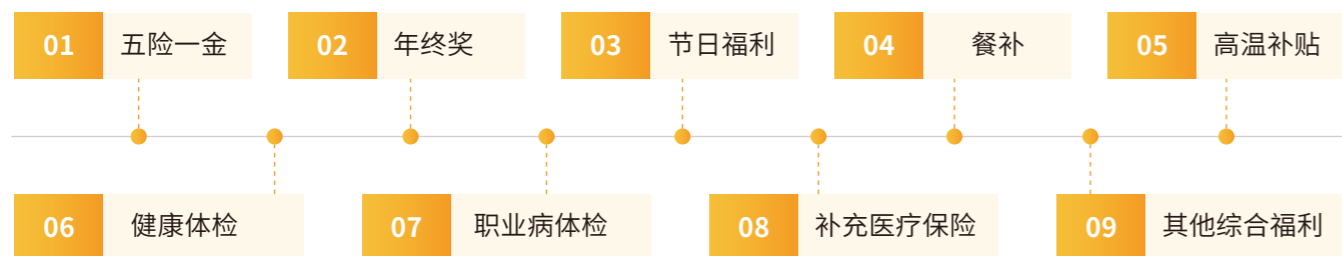 01 五险一金
02 年终奖
03 节日福利
04 餐补
05 高温补贴
06 健康体检
07 职业病体检
08 补充医疗保险
09 其他综合福利